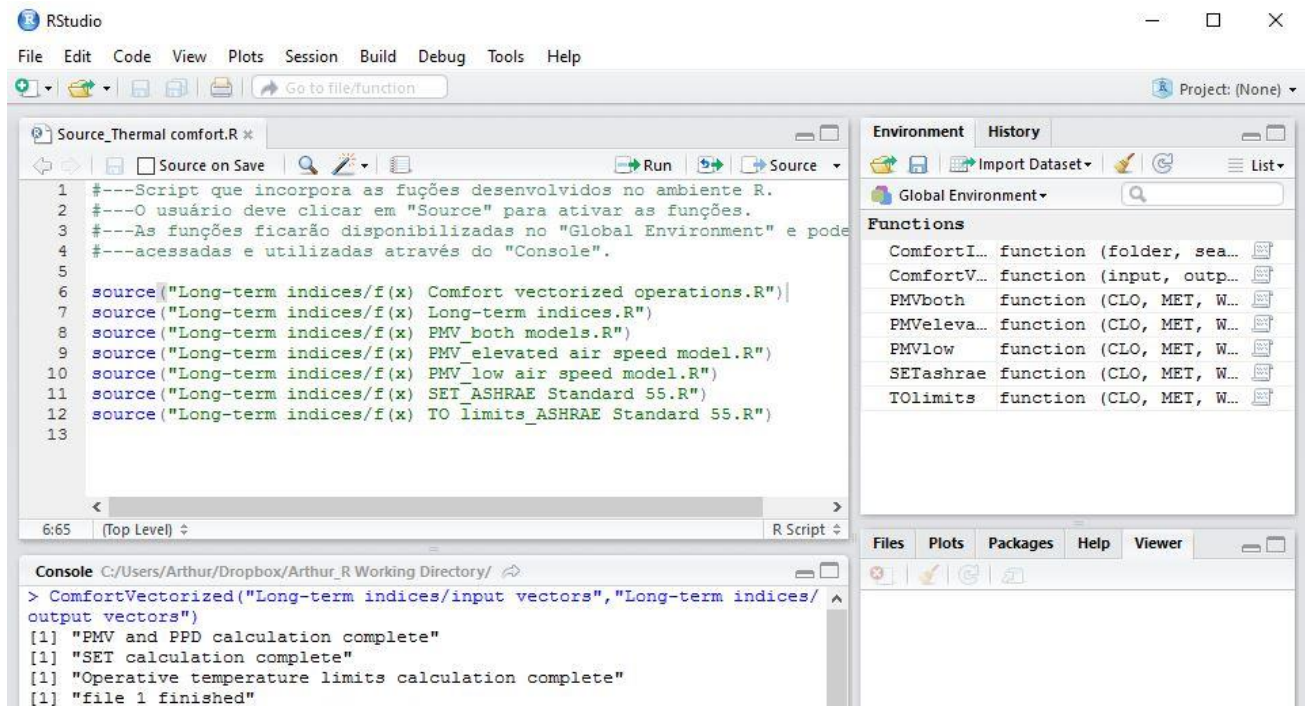 RStudio
File Edit Code View Plots Session Build Debug Tools Help
Go to file/function
Project: (None)
Source_Thermal comfort.R
Source on Save
Run
Source
1 #---Script que incorpora as fuções desenvolvidos no ambiente R.
2 #---O usuário deve clicar em "Source" para ativar as funções.
3 #---As funções ficarão disponibilizadas no "Global Environment" e pode
4 #---acessadas e utilizadas através do "Console".
5
6 source("Long-term indices/f(x) Comfort vectorized operations.R")
7 source("Long-term indices/f(x) Long-term indices.R")
8 source("Long-term indices/f(x) PMV_both models.R")
9 source("Long-term indices/f(x) PMV_elevated air speed model.R")
10 source("Long-term indices/f(x) PMV_low air speed model.R")
11 source("Long-term indices/f(x) SET_ASHRAE Standard 55.R")
12 source("Long-term indices/f(x) TO limits_ASHRAE Standard 55.R")
13
6:65 (Top Level) R Script
Console C:/Users/Arthur/Dropbox/Arthur_R Working Directory/
> ComfortVectorized("Long-term indices/input vectors","Long-term indices/
output vectors")
[1] "PMV and PPD calculation complete"
[1] "SET calculation complete"
[1] "Operative temperature limits calculation complete"
[1] "file 1 finished"
Environment History
Import Dataset
List
Global Environment
Functions
ComfortI… function (folder, sea…
ComfortV… function (input, outp…
PMVboth function (CLO, MET, W…
PMVeleva… function (CLO, MET, W…
PMVlow function (CLO, MET, W…
SETashrae function (CLO, MET, W…
TOlimits function (CLO, MET, W…
Files Plots Packages Help Viewer